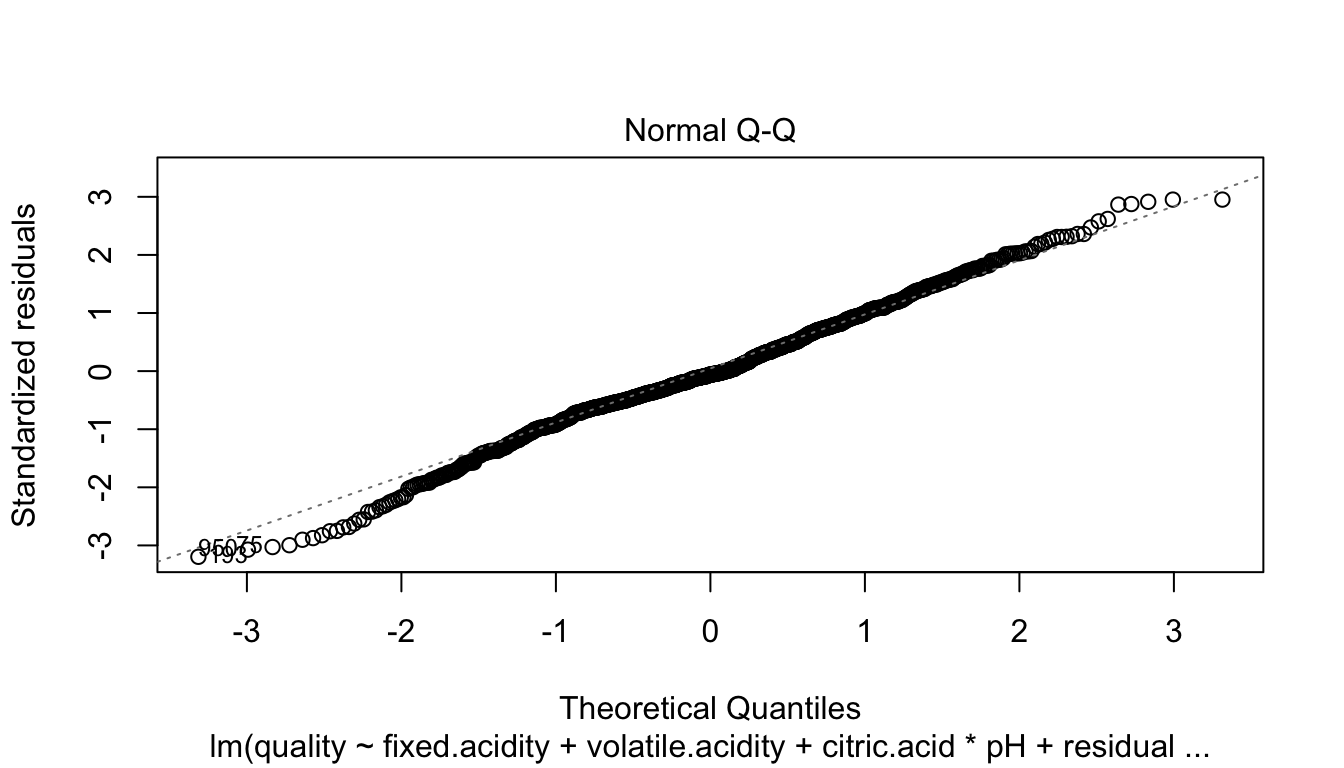 Normal Q-Q
Standardized residuals
3
2
1
0
-1
-2
-3
193
-3 -2 -1 0 1 2 3
Theoretical Quantiles
lm(quality ~ fixed.acidity + volatile.acidity + citric.acid * pH + residual ...